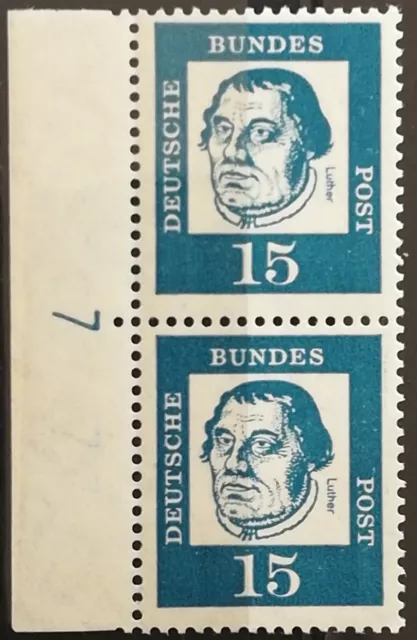 BUNDES
DEUTSCHE
POST
Luther
15
7
BUNDES
DEUTSCHE
POST
Luther
15